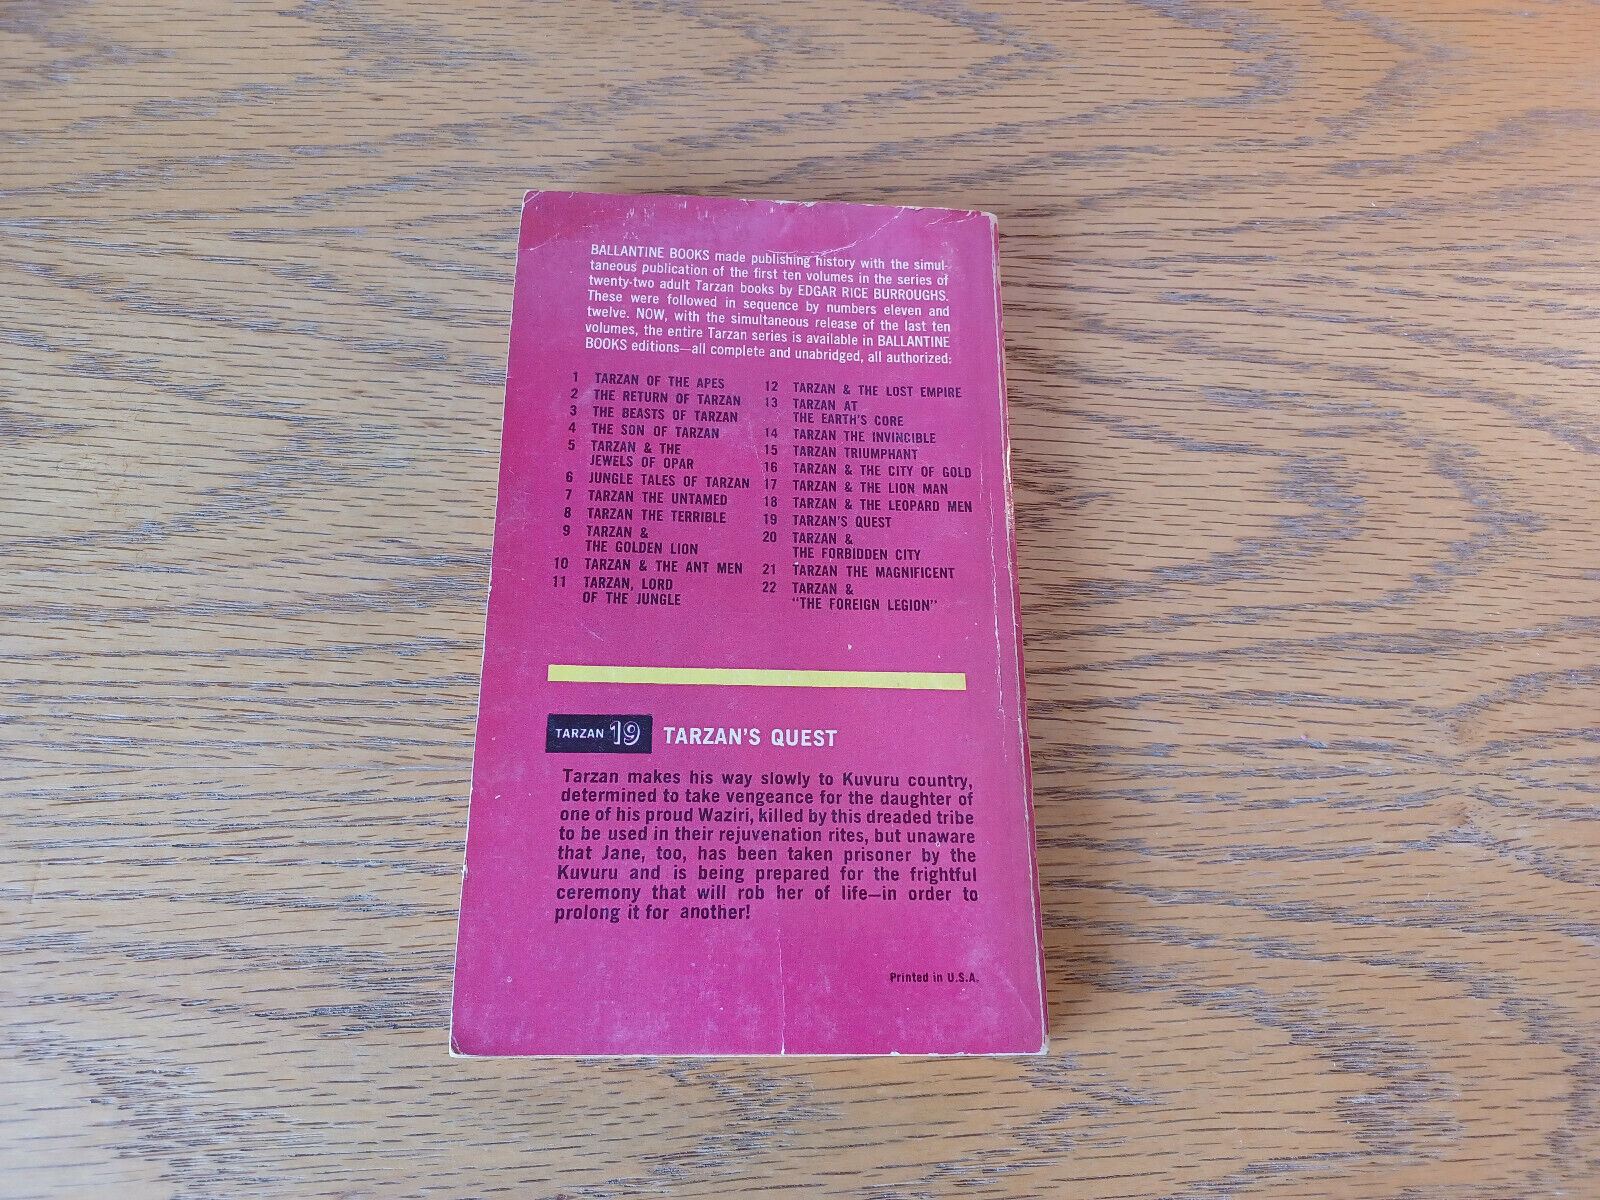 BALLANTINE BOOKS made publishing history with the simul-
taneous publication of the first ten volumes in the series of
twenty-two adult Tarzan books by EDGAR RICE BURROUGHS.
These were followed in sequence by numbers eleven and
twelve. NOW, with the simultaneous release of the last ten
volumes, the entire Tarzan series is available in BALLANTINE
BOOKS editions—all complete and unabridged, all authorized:
1 TARZAN OF THE APES
2 THE RETURN OF TARZAN
3 THE BEASTS OF TARZAN
4 THE SON OF TARZAN
5 TARZAN & THE
JEWELS OF OPAR
6 JUNGLE TALES OF TARZAN
7 TARZAN THE UNTAMED
8 TARZAN THE TERRIBLE
9 TARZAN &
THE GOLDEN LION
10 TARZAN & THE ANT MEN
11 TARZAN, LORD
OF THE JUNGLE
12 TARZAN & THE LOST EMPIRE
13 TARZAN AT
THE EARTH'S CORE
14 TARZAN THE INVINCIBLE
15 TARZAN TRIUMPHANT
16 TARZAN & THE CITY OF GOLD
17 TARZAN & THE LION MAN
18 TARZAN & THE LEOPARD MEN
19 TARZAN'S QUEST
20 TARZAN &
THE FORBIDDEN CITY
21 TARZAN THE MAGNIFICENT
22 TARZAN &
"THE FOREIGN LEGION"
TARZAN 19 TARZAN'S QUEST
Tarzan makes his way slowly to Kuvuru country,
determined to take vengeance for the daughter of
one of his proud Waziri, killed by this dreaded tribe
to be used in their rejuvenation rites, but unaware
that Jane, too, has been taken prisoner by the
Kuvuru and is being prepared for the frightful
ceremony that will rob her of life—in order to
prolong it for another!
Printed in U.S.A.